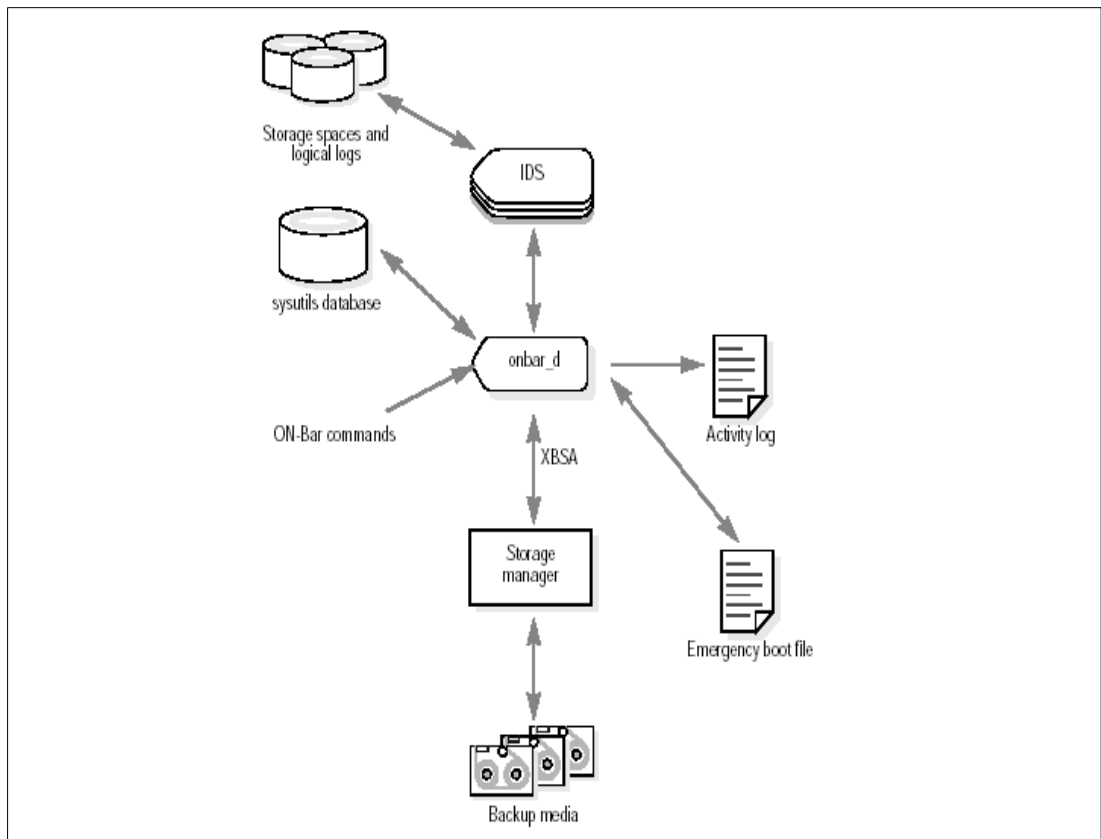 Storage spaces and
logical logs
IDS
sysutils database
onbar_d
ON-Bar commands
Activity log
XBSA
Storage
manager
Emergency boot file
Backup media